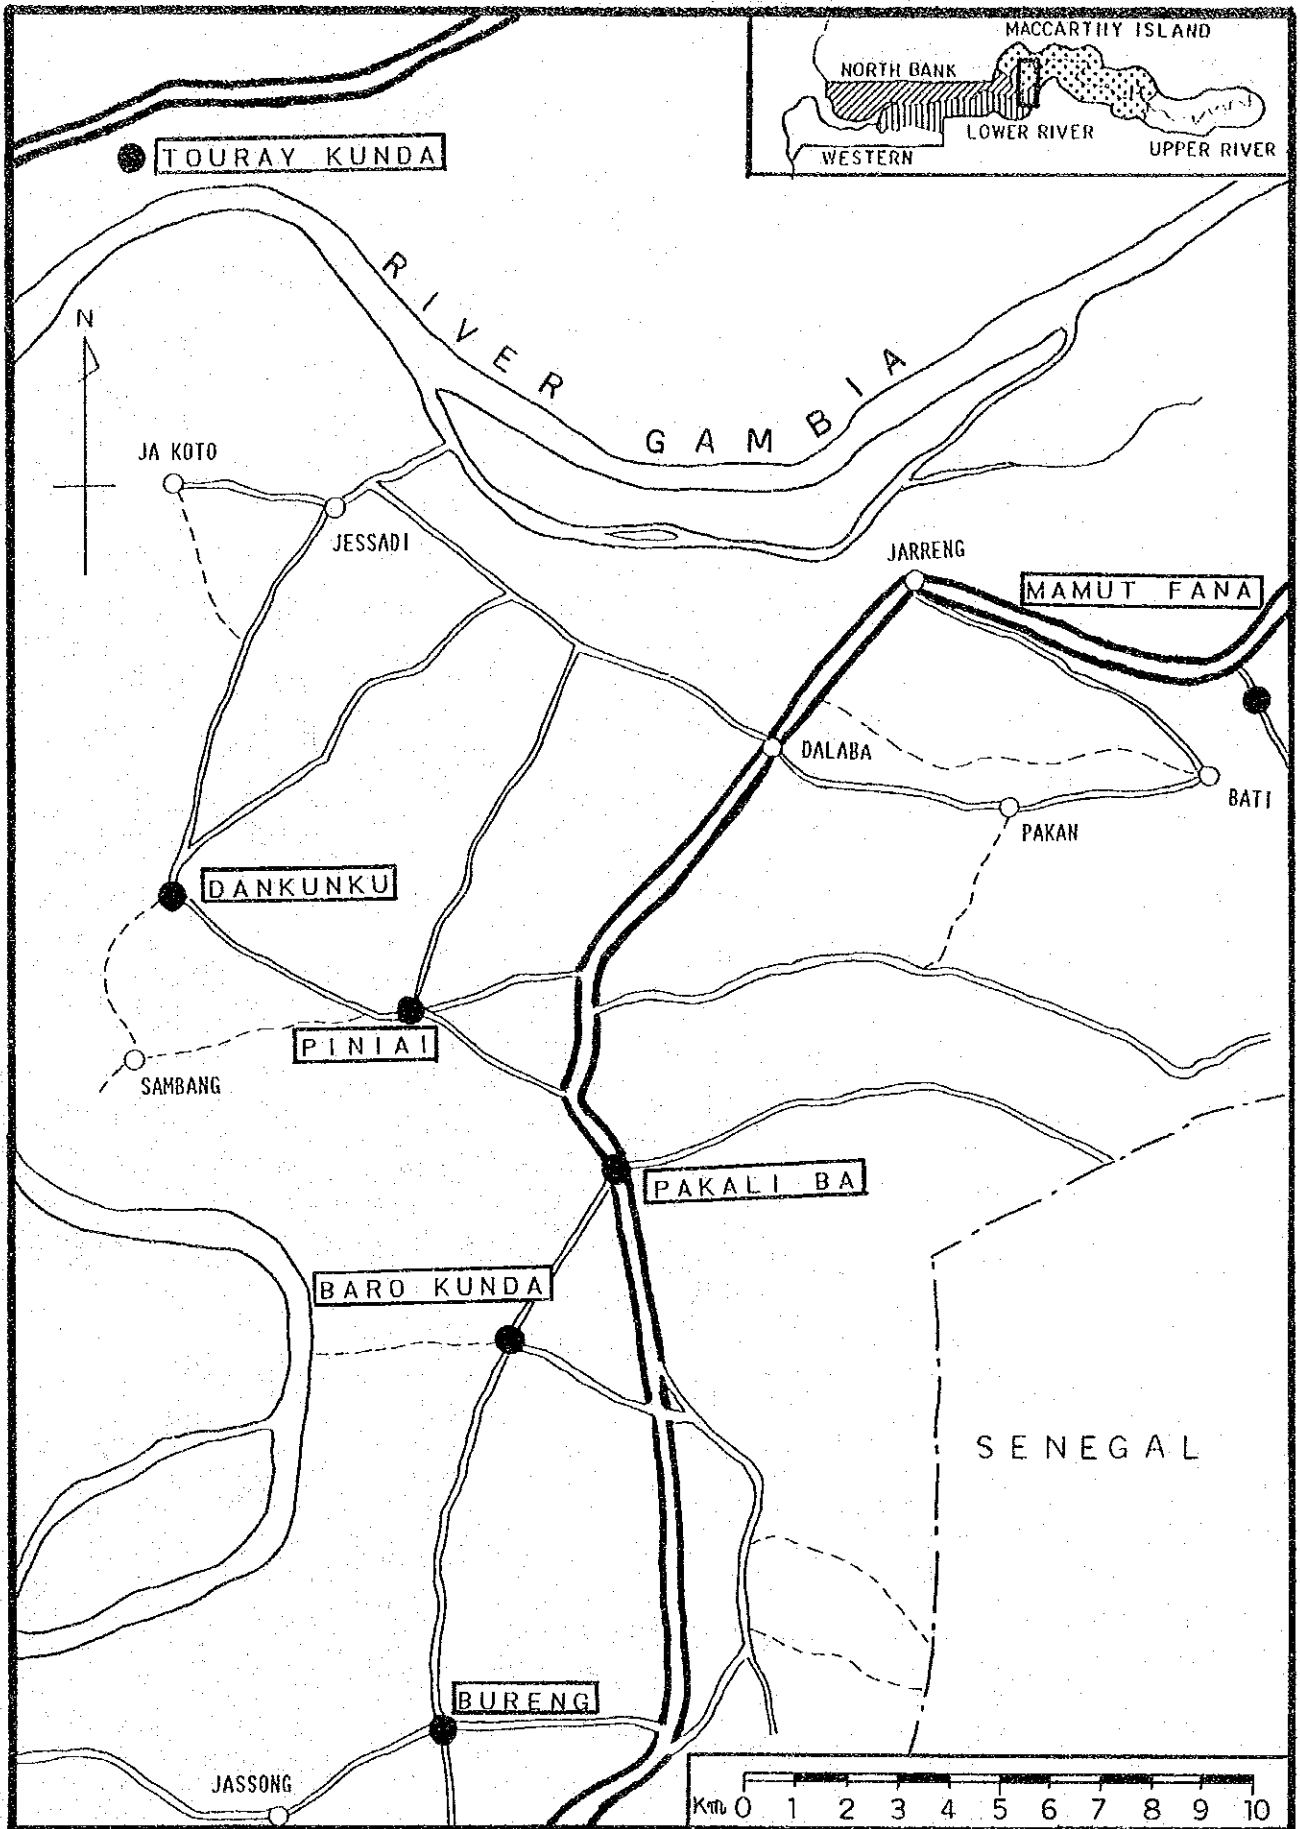 MACCARTHY ISLAND
NORTH BANK
LOWER RIVER
WESTERN
UPPER RIVER
TOURAY KUNDA
RIVER GAMBIA
N
JA KOTO
JESSADI
JARRENG
MAMUT FANA
DALABA
BATI
PAKAN
DANKUNKU
PINIAI
SAMBANG
PAKALI BA
BARO KUNDA
SENEGAL
BURENG
JASSONG
Km 0 1 2 3 4 5 6 7 8 9 10